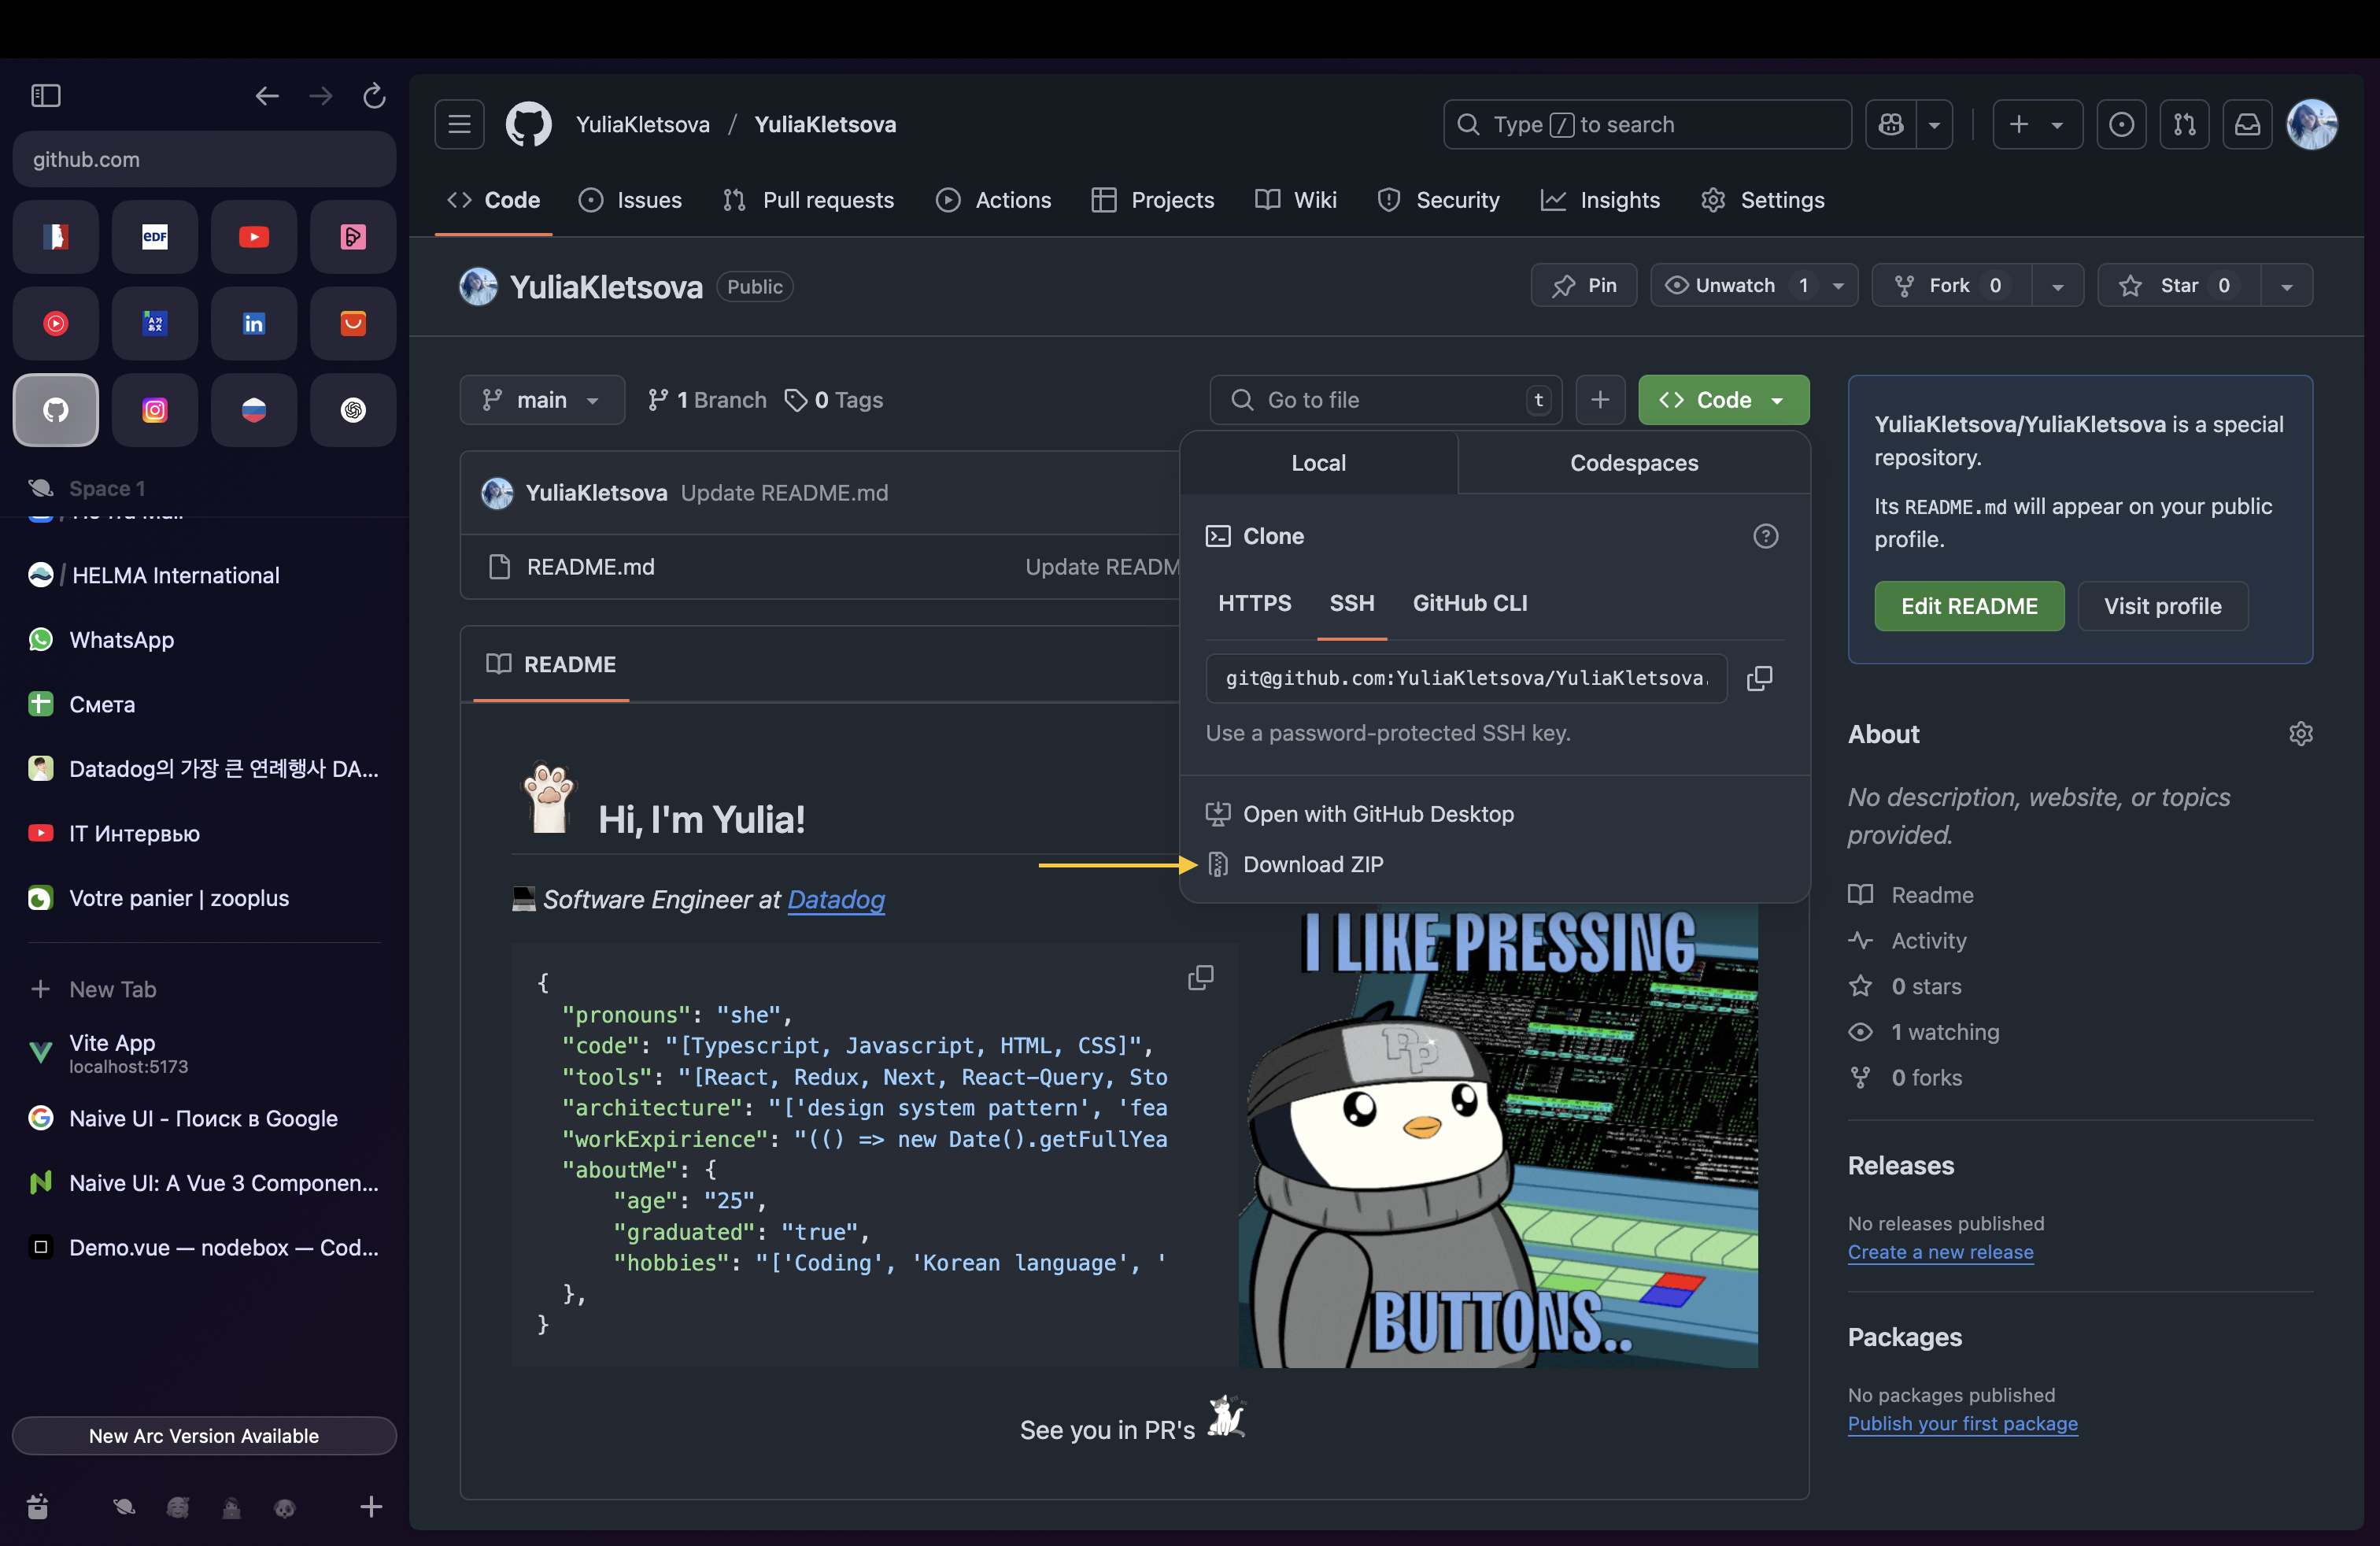 github.com
eDF
Space 1
HELMA International
WhatsApp
Смета
Datadog의 가장 큰 연례행사 DA...
IT Интервью
Votre panier | zooplus
New Tab
Vite App
localhost:5173
Naive UI - Поиск в Google
Naive UI: A Vue 3 Componen...
Demo.vue — nodebox — Cod...
New Arc Version Available
YuliaKletsova / YuliaKletsova
Type / to search
Code
Issues
Pull requests
Actions
Projects
Wiki
Security
Insights
Settings
YuliaKletsova Public
Pin
Unwatch 1
Fork 0
Star 0
main
1 Branch
0 Tags
Go to file t
Code
YuliaKletsova Update README.md
README.md Update READM
README
Local
Codespaces
Clone
HTTPS SSH GitHub CLI
git@github.com:YuliaKletsova/YuliaKletsova.
Use a password-protected SSH key.
Open with GitHub Desktop
Download ZIP
Hi, I'm Yulia!
Software Engineer at Datadog
{
"pronouns": "she",
"code": "[Typescript, Javascript, HTML, CSS]",
"tools": "[React, Redux, Next, React-Query, Sto
"architecture": "['design system pattern', 'fea
"workExpirience": "(() => new Date().getFullYea
"aboutMe": {
"age": "25",
"graduated": "true",
"hobbies": "['Coding', 'Korean language', '
},
}
I LIKE PRESSING
PP
BUTTONS..
See you in PR's
YuliaKletsova/YuliaKletsova is a special
repository.
Its README.md will appear on your public
profile.
Edit README
Visit profile
About
No description, website, or topics
provided.
Readme
Activity
0 stars
1 watching
0 forks
Releases
No releases published
Create a new release
Packages
No packages published
Publish your first package